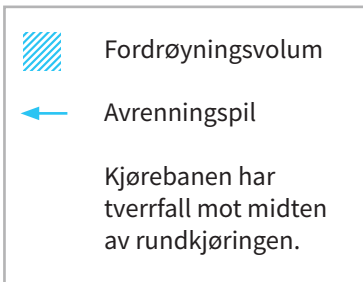 Fordrøyningsvolum
Avrenningspil
Kjørebanen har
tverrfall mot midten
av rundkjøringen.